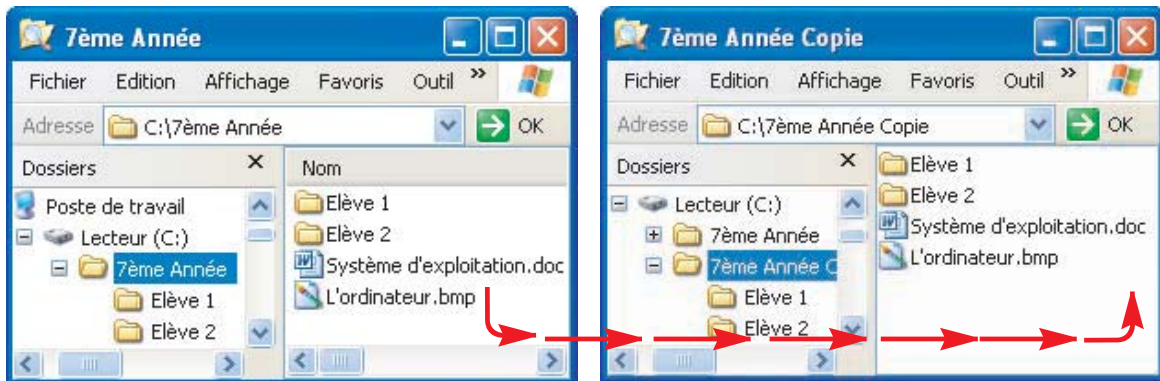 7ème Année
Fichier Edition Affichage Favoris Outil »
Adresse C:\7ème Année OK
Dossiers × Nom
Poste de travail
Lecteur (C:)
7ème Année
Elève 1
Elève 2
Elève 1
Elève 2
Système d'exploitation.doc
L'ordinateur.bmp
7ème Année Copie
Fichier Edition Affichage Favoris Outil »
Adresse C:\7ème Année Copie OK
Dossiers ×
Lecteur (C:)
7ème Année
7ème Année C
Elève 1
Elève 2
Elève 1
Elève 2
Système d'exploitation.doc
L'ordinateur.bmp